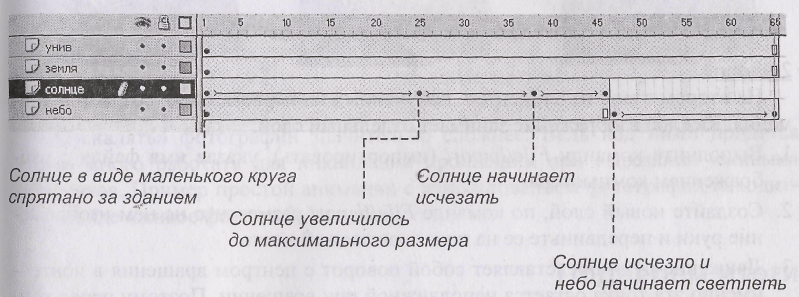 1 5 10 15 20 25 30 35 40 45 50 55 60 65
унив
земля
солнце
небо
Солнце в виде маленького круга
спрятано за зданием
Солнце увеличилось
до максимального размера
Солнце начинает
исчезать
Солнце исчезло и
небо начинает светлеть